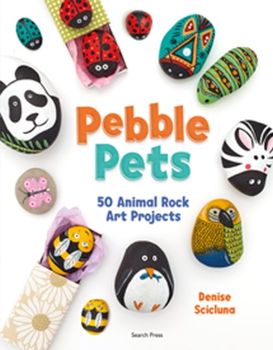 Pebble
Pets
50 Animal Rock
Art Projects
Denise
Scicluna
Search Press